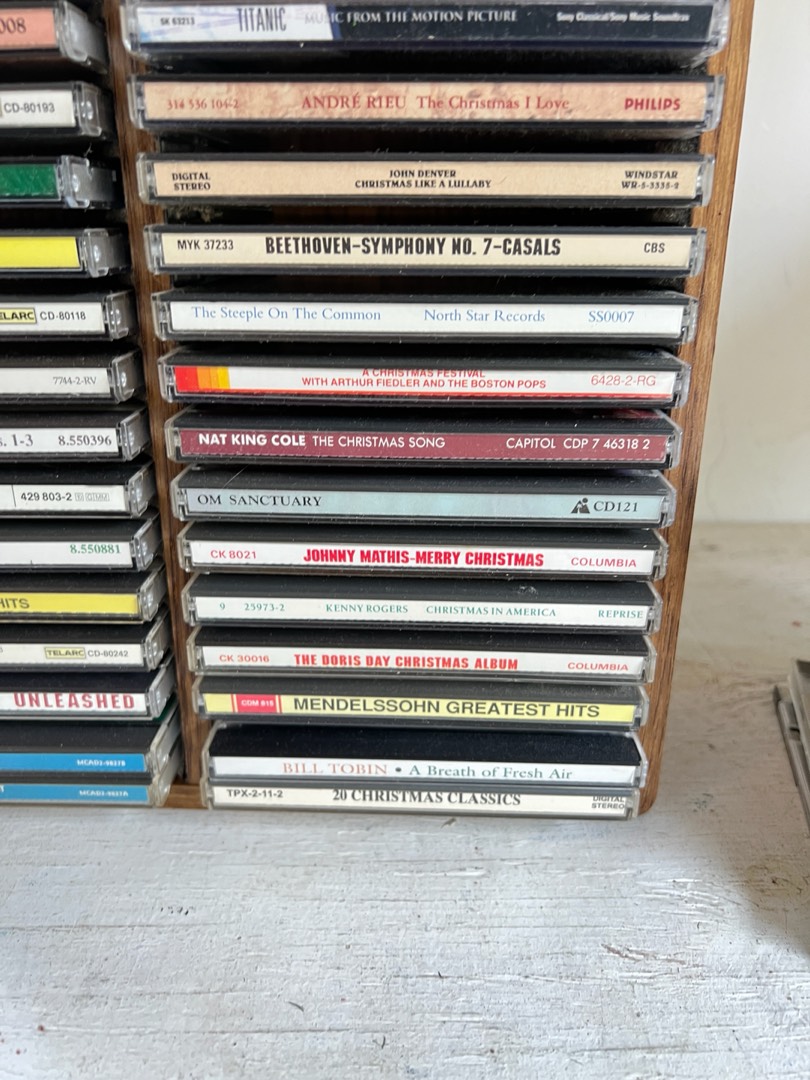 008
CD-80193
ELARC CD-80118
7744-2-RV
s. 1-3 8.550396
429 803-2
8.550881
HITS
TELARC CD-80242
UNLEASHED
SK 63213 TITANIC MUSIC FROM THE MOTION PICTURE Sony Classical/Sony Music Soundtrax
314 536 104-2 ANDRÉ RIEU The Christmas I Love PHILIPS
DIGITAL STEREO JOHN DENVER WINDSTAR
CHRISTMAS LIKE A LULLABY WR-5-3335-2
MYK 37233 BEETHOVEN-SYMPHONY NO. 7-CASALS CBS
The Steeple On The Common North Star Records SS0007
A CHRISTMAS FESTIVAL
WITH ARTHUR FIEDLER AND THE BOSTON POPS 6428-2-RG
NAT KING COLE THE CHRISTMAS SONG CAPITOL CDP 7 46318 2
OM SANCTUARY CD121
CK 8021 JOHNNY MATHIS-MERRY CHRISTMAS COLUMBIA
9 25973-2 KENNY ROGERS CHRISTMAS IN AMERICA REPRISE
CK 30016 THE DORIS DAY CHRISTMAS ALBUM COLUMBIA
CDM 815 MENDELSSOHN GREATEST HITS
BILL TOBIN • A Breath of Fresh Air
TPX-2-11-2 20 CHRISTMAS CLASSICS DIGITAL STEREO